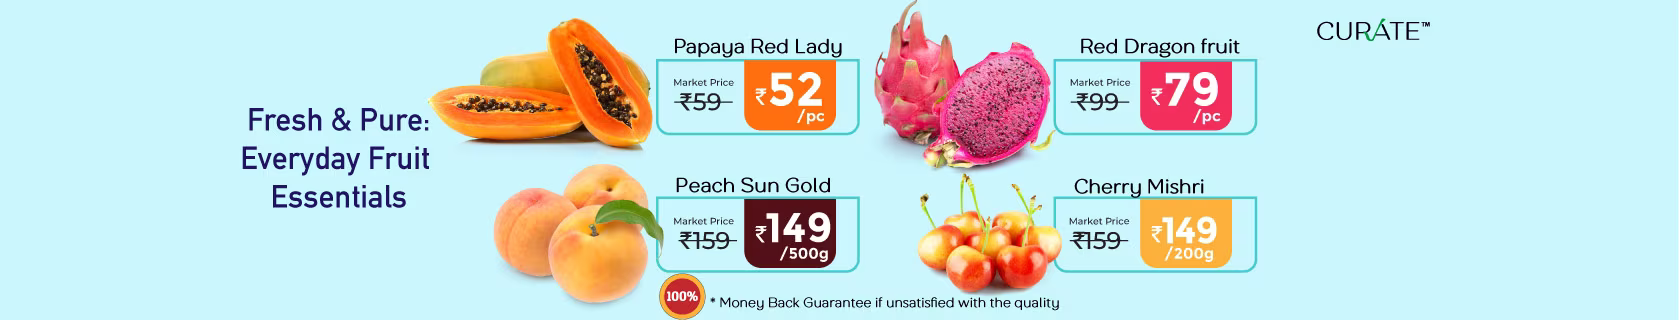 CURATE™
Fresh & Pure:
Everyday Fruit
Essentials
Papaya Red Lady
Market Price
₹59
₹52
/pc
Red Dragon fruit
Market Price
₹99
₹79
/pc
Peach Sun Gold
Market Price
₹159
₹149
/500g
Cherry Mishri
Market Price
₹159
₹149
/200g
100%
* Money Back Guarantee if unsatisfied with the quality